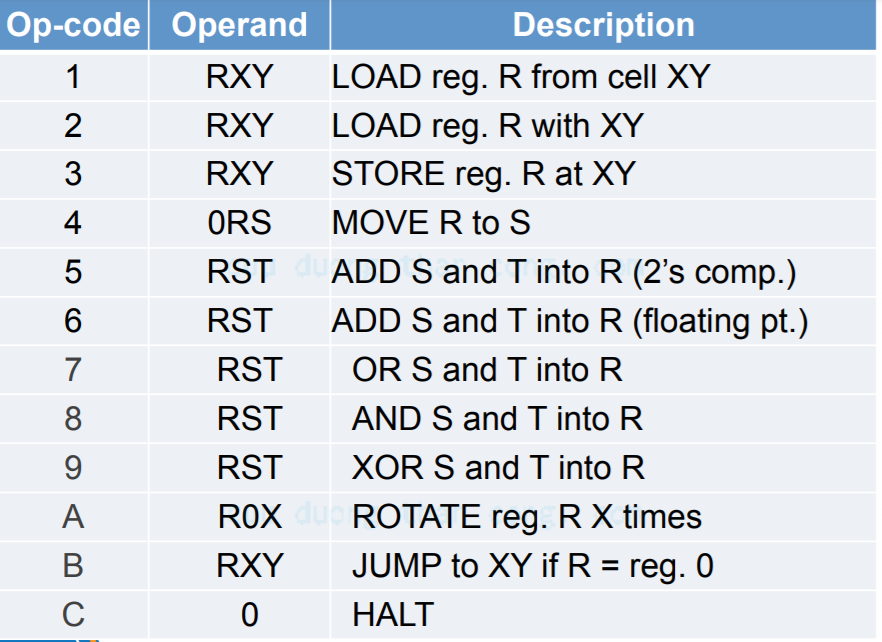 Op-code Operand Description
1 RXY LOAD reg. R from cell XY
2 RXY LOAD reg. R with XY
3 RXY STORE reg. R at XY
4 0RS MOVE R to S
5 RST ADD S and T into R (2's comp.)
6 RST ADD S and T into R (floating pt.)
7 RST OR S and T into R
8 RST AND S and T into R
9 RST XOR S and T into R
A R0X ROTATE reg. R X times
B RXY JUMP to XY if R = reg. 0
C 0 HALT